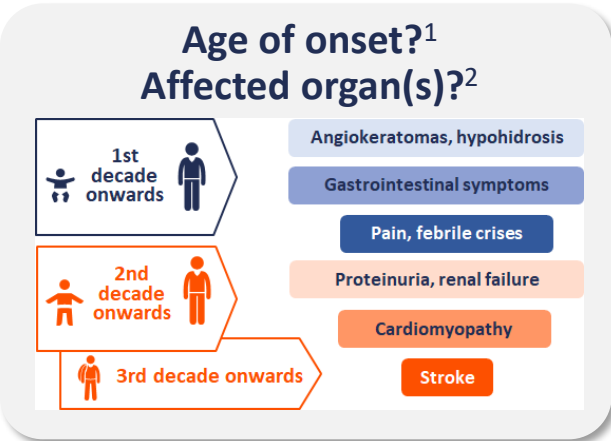 Age of onset?1
Affected organ(s)?2
1st
decade
onwards
Angiokeratomas, hypohidrosis
Gastrointestinal symptoms
Pain, febrile crises
2nd
decade
onwards
Proteinuria, renal failure
Cardiomyopathy
3rd decade onwards
Stroke